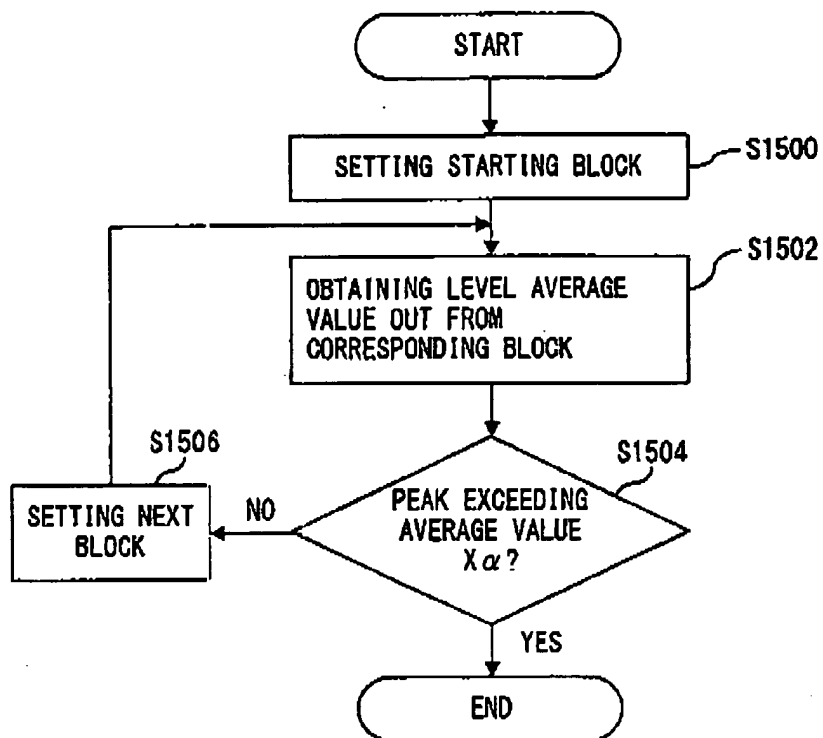 START
SETTING STARTING BLOCK
S1500
S1502
OBTAINING LEVEL AVERAGE
VALUE OUT FROM
CORRESPONDING BLOCK
S1506
S1504
SETTING NEXT
BLOCK
NO
PEAK EXCEEDING
AVERAGE VALUE
Xα?
YES
END